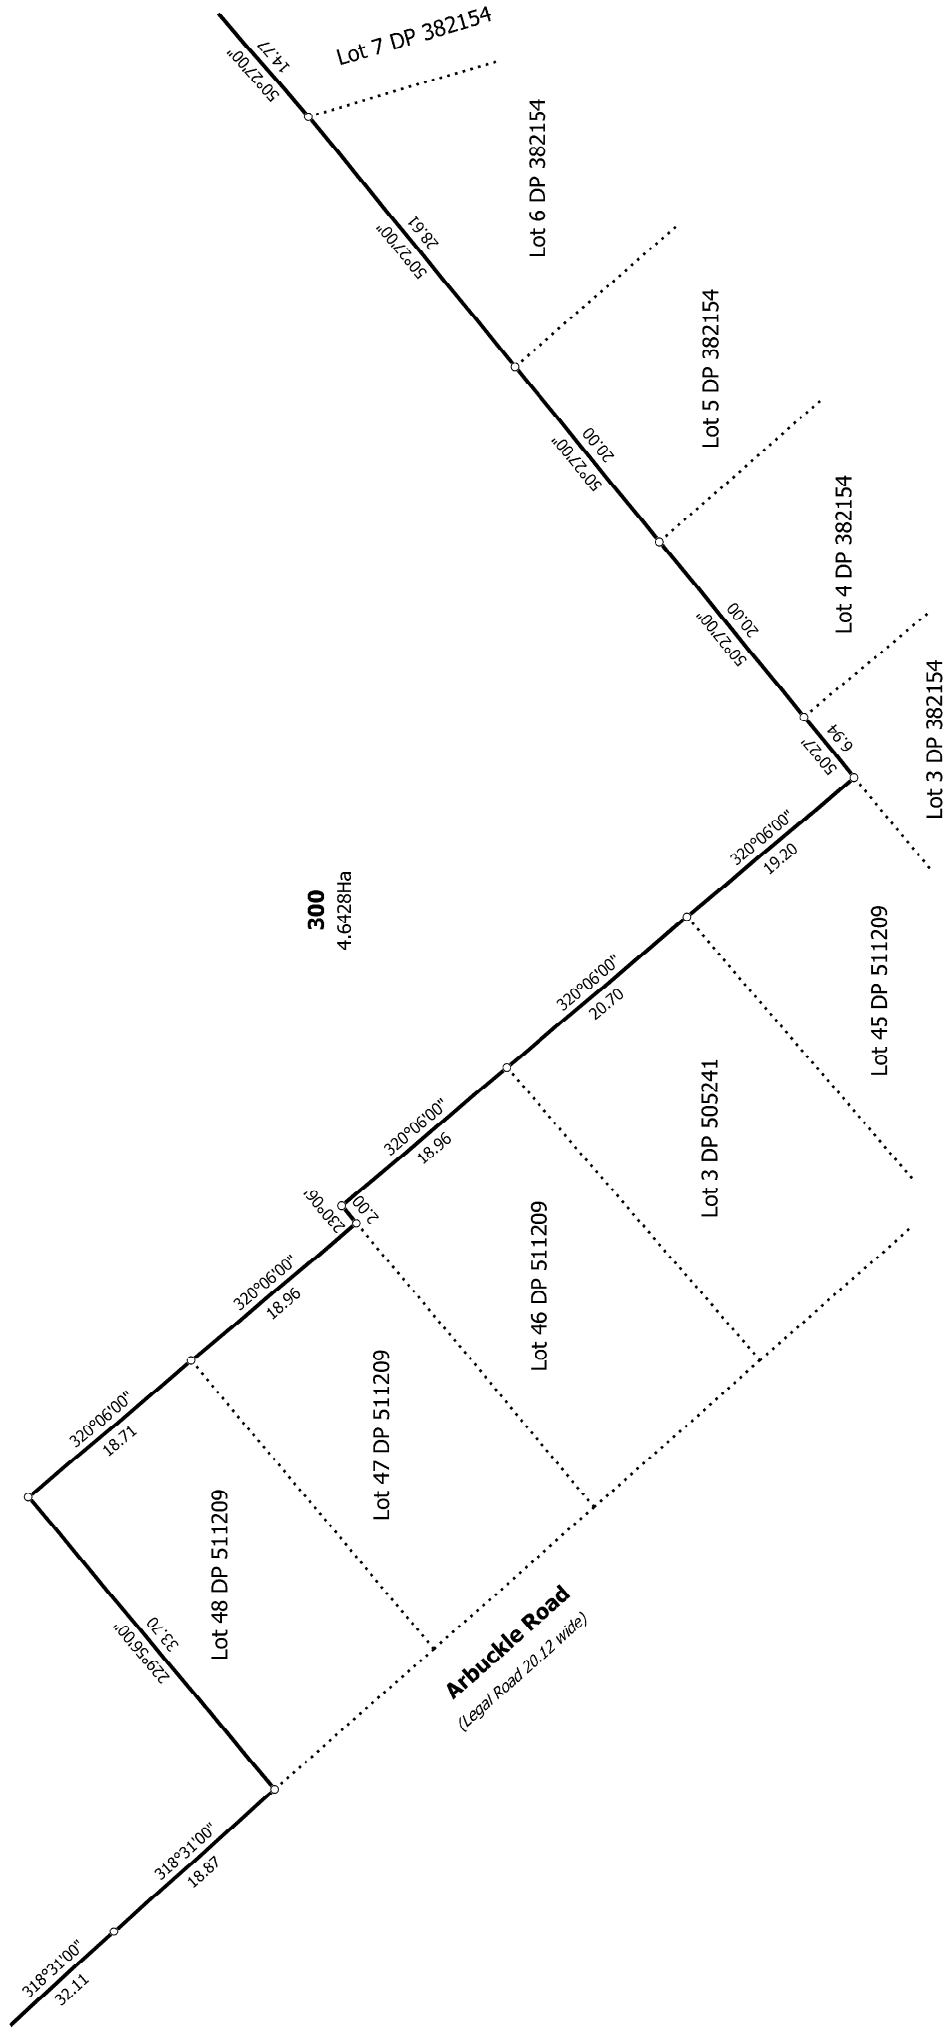 14.77
50°27'00"
Lot 7 DP 382154
Lot 6 DP 382154
28.61
50°27'00"
Lot 5 DP 382154
20.00
50°27'00"
Lot 4 DP 382154
20.00
50°27'00"
Lot 3 DP 382154
6.94
50°27'
320°06'00"
19.20
300
4.6428Ha
Lot 45 DP 511209
320°06'00"
20.70
Lot 3 DP 505241
320°06'00"
18.96
230°06'
2.00
Lot 46 DP 511209
320°06'00"
18.96
Lot 47 DP 511209
320°06'00"
18.71
Lot 48 DP 511209
33.70
229°56'00"
Arbuckle Road
(Legal Road 20.12 wide)
318°31'00"
18.87
318°31'00"
32.11